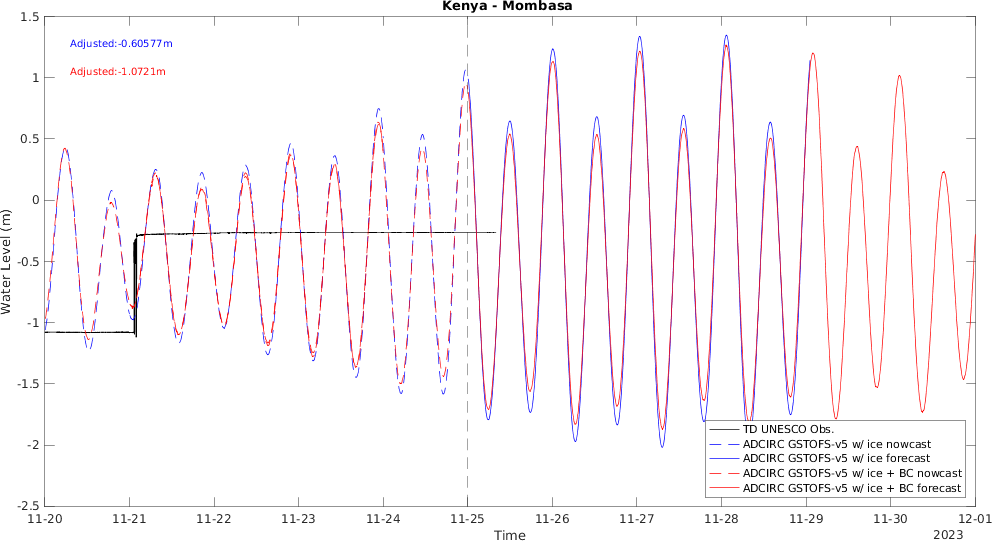 Kenya - Mombasa
Adjusted:-0.60577m
Adjusted:-1.0721m
1.5
1
0.5
0
-0.5
-1
-1.5
-2
-2.5
Water Level (m)
TD UNESCO Obs.
ADCIRC GSTOFS-v5 w/ ice nowcast
ADCIRC GSTOFS-v5 w/ ice forecast
ADCIRC GSTOFS-v5 w/ ice + BC nowcast
ADCIRC GSTOFS-v5 w/ ice + BC forecast
11-20 11-21 11-22 11-23 11-24 11-25 11-26 11-27 11-28 11-29 11-30 12-01
Time
2023